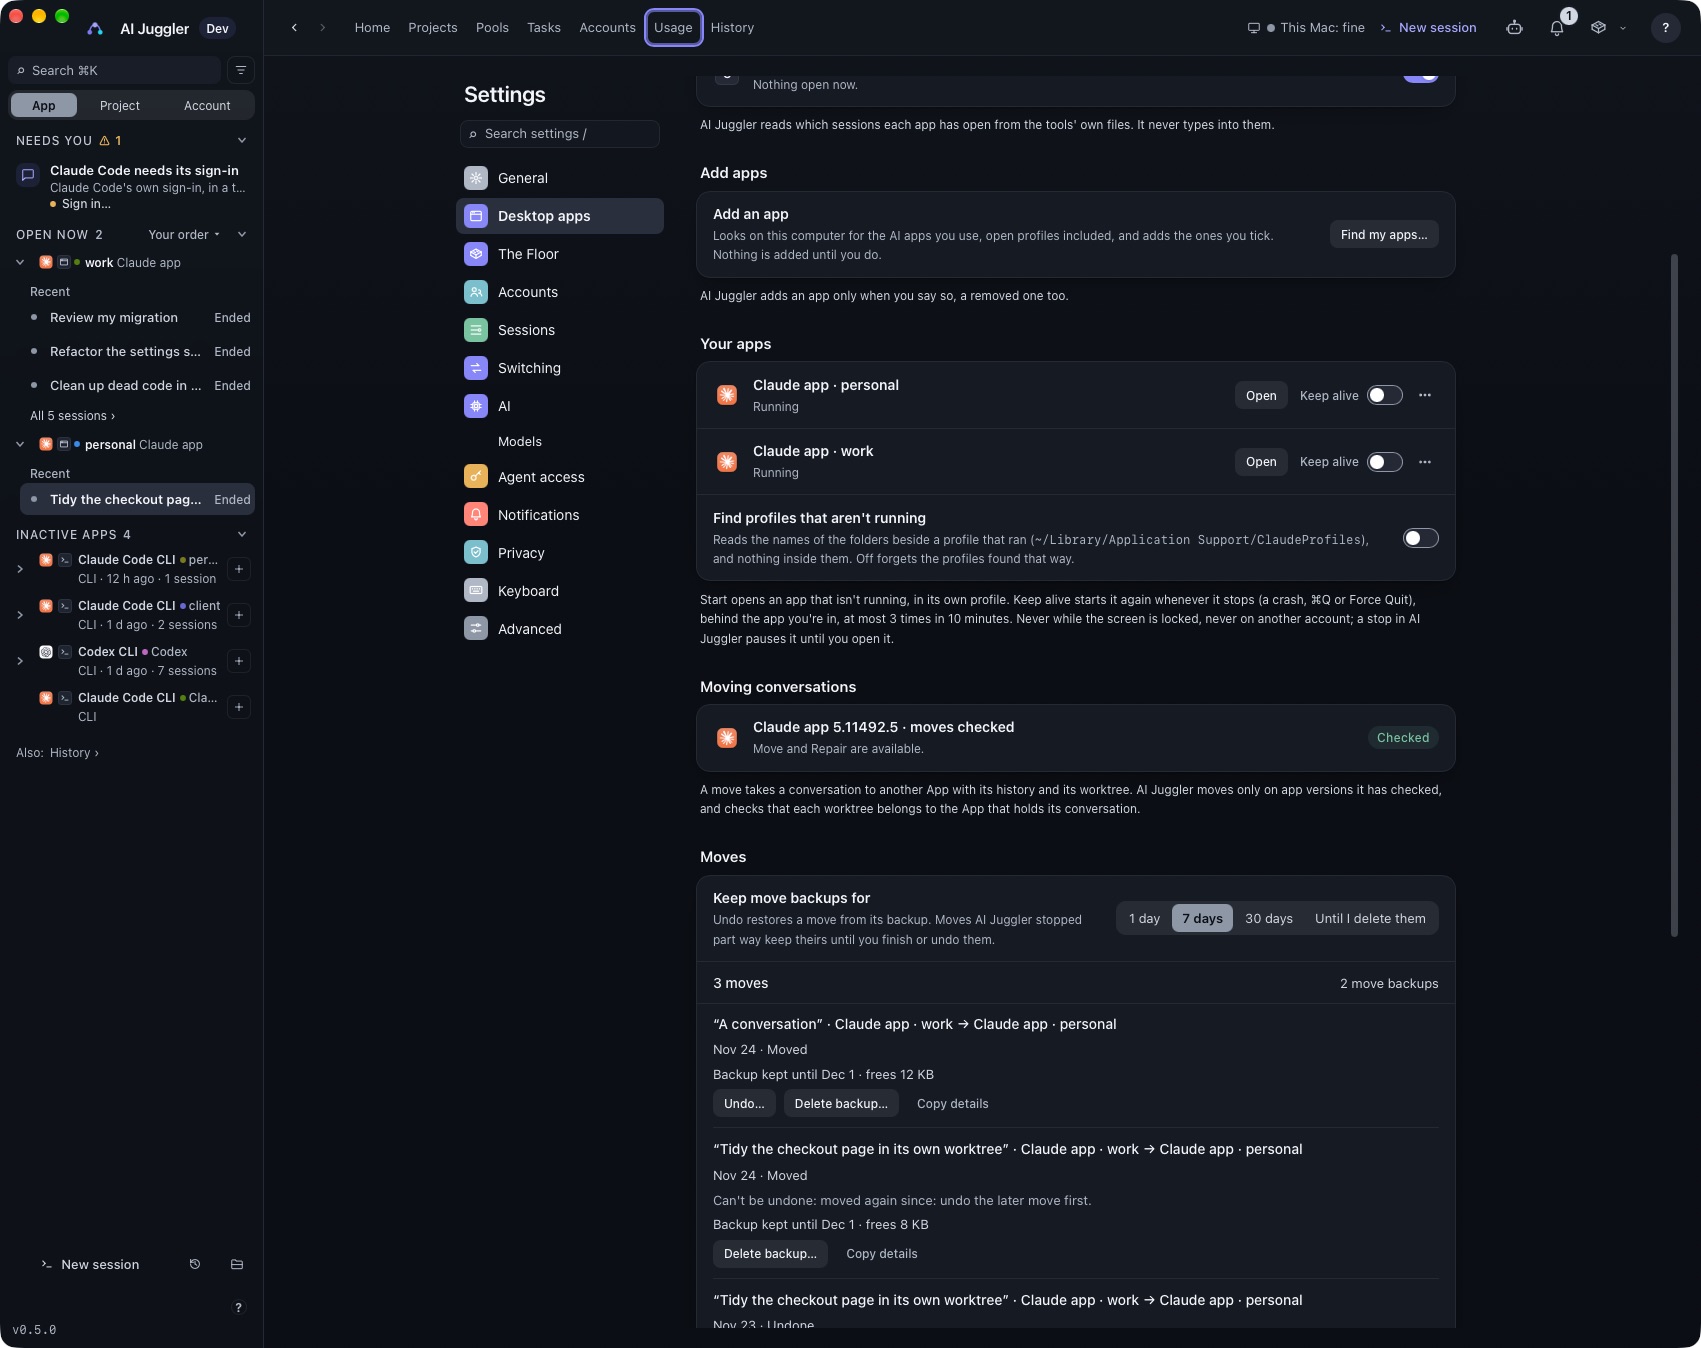 AI Juggler Dev
Search ⌘K
App Project Account
NEEDS YOU 1
Claude Code needs its sign-in
Claude Code's own sign-in, in a t...
Sign in...
OPEN NOW 2 Your order
work Claude app
Recent
Review my migration Ended
Refactor the settings s... Ended
Clean up dead code in ... Ended
All 5 sessions ›
personal Claude app
Recent
Tidy the checkout pag... Ended
INACTIVE APPS 4
Claude Code CLI per...
CLI · 12 h ago · 1 session
Claude Code CLI client
CLI · 1 d ago · 2 sessions
Codex CLI Codex
CLI · 1 d ago · 7 sessions
Claude Code CLI Cla...
CLI
Also: History ›
New session
?
v0.5.0
Home Projects Pools Tasks Accounts Usage History
This Mac: fine New session 1 ?
Settings
Search settings /
General
Desktop apps
The Floor
Accounts
Sessions
Switching
AI
Models
Agent access
Notifications
Privacy
Keyboard
Advanced
Nothing open now.
AI Juggler reads which sessions each app has open from the tools' own files. It never types into them.
Add apps
Add an app
Looks on this computer for the AI apps you use, open profiles included, and adds the ones you tick.
Nothing is added until you do.
Find my apps...
AI Juggler adds an app only when you say so, a removed one too.
Your apps
Claude app · personal
Running
Open Keep alive
Claude app · work
Running
Open Keep alive
Find profiles that aren't running
Reads the names of the folders beside a profile that ran (~/Library/Application Support/ClaudeProfiles),
and nothing inside them. Off forgets the profiles found that way.
Start opens an app that isn't running, in its own profile. Keep alive starts it again whenever it stops (a crash, ⌘Q or Force Quit),
behind the app you're in, at most 3 times in 10 minutes. Never while the screen is locked, never on another account; a stop in AI
Juggler pauses it until you open it.
Moving conversations
Claude app 5.11492.5 · moves checked
Move and Repair are available.
Checked
A move takes a conversation to another App with its history and its worktree. AI Juggler moves only on app versions it has checked,
and checks that each worktree belongs to the App that holds its conversation.
Moves
Keep move backups for
Undo restores a move from its backup. Moves AI Juggler stopped
part way keep theirs until you finish or undo them.
1 day 7 days 30 days Until I delete them
3 moves 2 move backups
“A conversation” · Claude app · work → Claude app · personal
Nov 24 · Moved
Backup kept until Dec 1 · frees 12 KB
Undo... Delete backup... Copy details
“Tidy the checkout page in its own worktree” · Claude app · work → Claude app · personal
Nov 24 · Moved
Can't be undone: moved again since: undo the later move first.
Backup kept until Dec 1 · frees 8 KB
Delete backup... Copy details
“Tidy the checkout page in its own worktree” · Claude app · work → Claude app · personal
Nov 23 · Undone